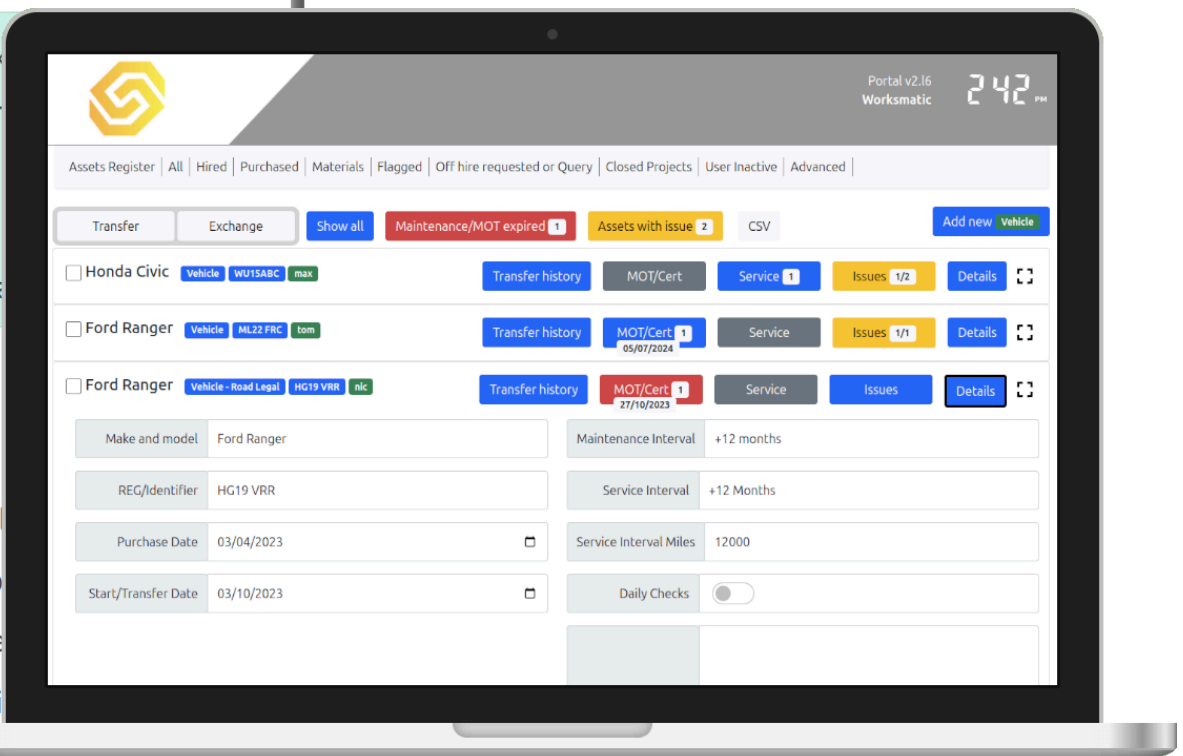 Portal v2.l6
Worksmatic
2 42 PM
Assets Register | All | Hired | Purchased | Materials | Flagged | Off hire requested or Query | Closed Projects | User Inactive | Advanced |
Transfer Exchange Show all Maintenance/MOT expired 1 Assets with issue 2 CSV Add new Vehicle
Honda Civic Vehicle WU15ABC max Transfer history MOT/Cert Service 1 Issues 1/2 Details
Ford Ranger Vehicle ML22 FRC tom Transfer history MOT/Cert 1 Service Issues 1/1 Details
05/07/2024
Ford Ranger Vehicle - Road Legal HG19 VRR nic Transfer history MOT/Cert 1 Service Issues Details
27/10/2023
Make and model Ford Ranger Maintenance Interval +12 months
REG/Identifier HG19 VRR Service Interval +12 Months
Purchase Date 03/04/2023 Service Interval Miles 12000
Start/Transfer Date 03/10/2023 Daily Checks